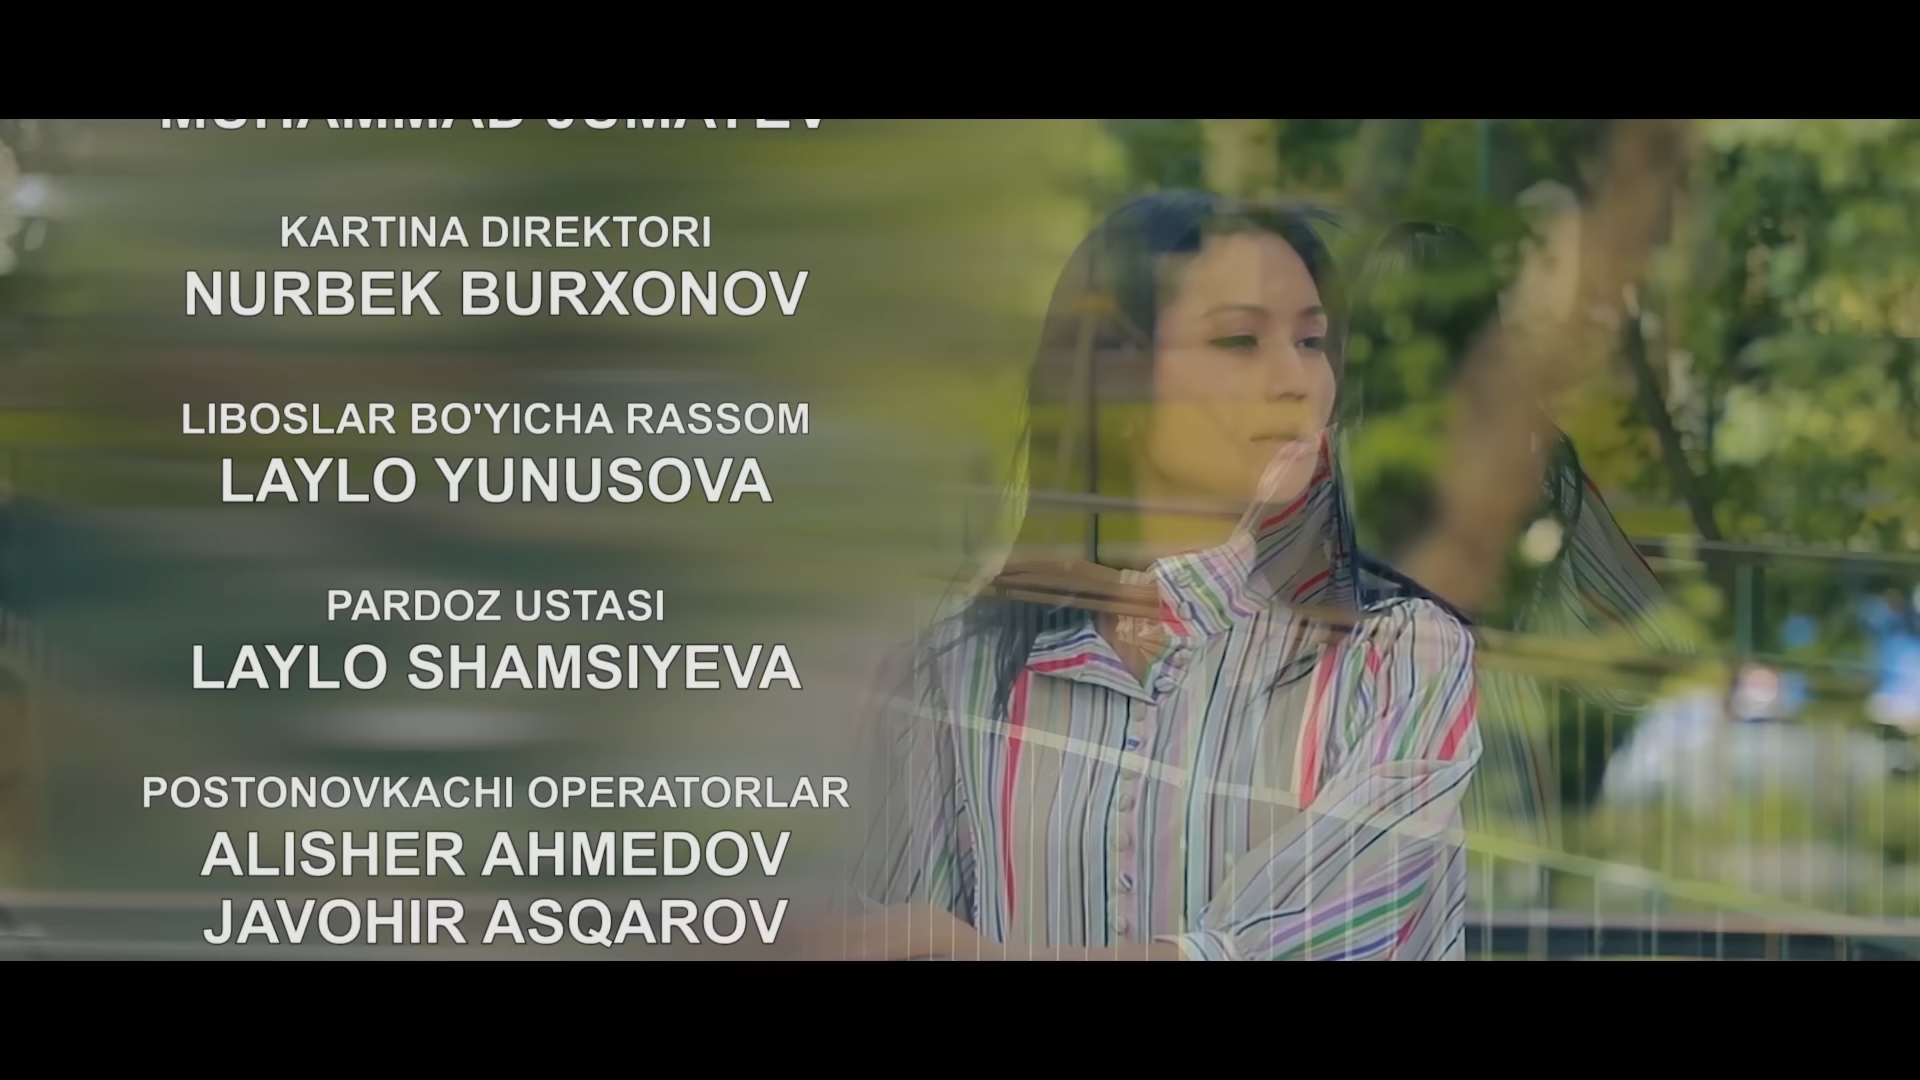 KARTINA DIREKTORI
NURBEK BURXONOV
LIBOSLAR BO'YICHA RASSOM
LAYLO YUNUSOVA
PARDOZ USTASI
LAYLO SHAMSIYEVA
POSTONOVKACHI OPERATORLAR
ALISHER AHMEDOV
JAVOHIR ASQAROV